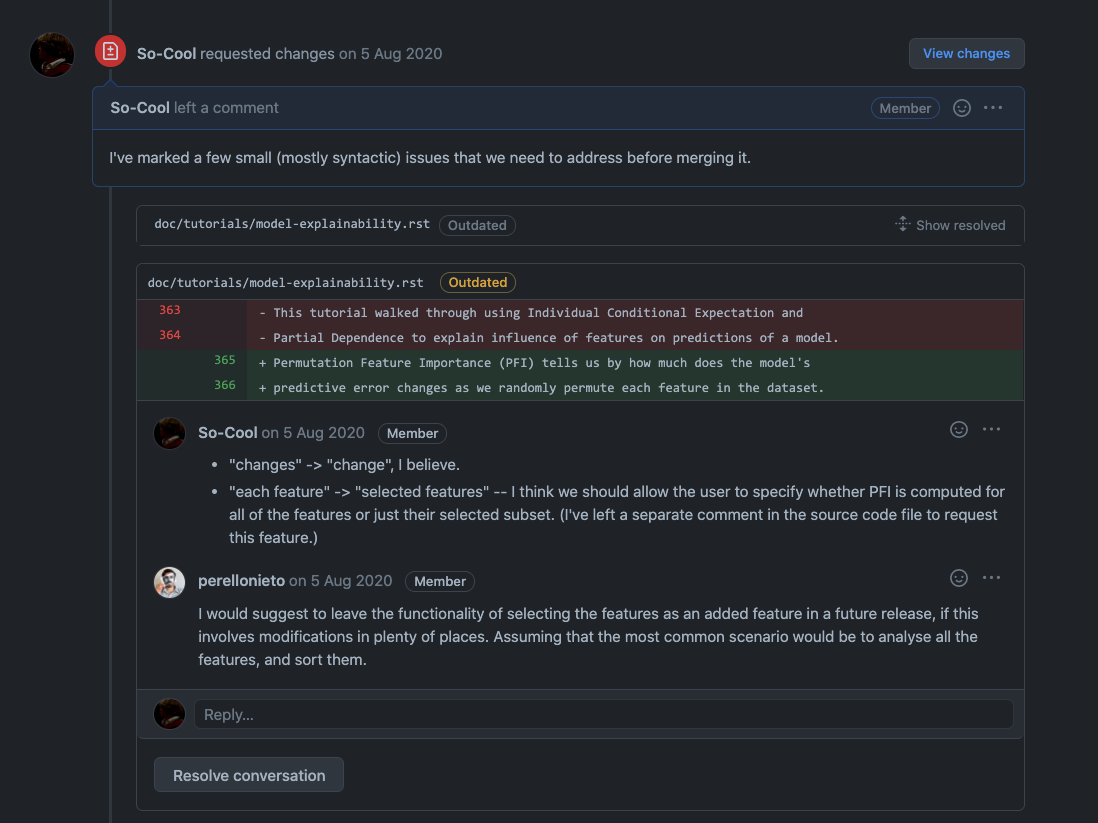 So-Cool requested changes on 5 Aug 2020
View changes
So-Cool left a comment
Member
I've marked a few small (mostly syntactic) issues that we need to address before merging it.
doc/tutorials/model-explainability.rst Outdated
Show resolved
doc/tutorials/model-explainability.rst Outdated
363 - This tutorial walked through using Individual Conditional Expectation and
364 - Partial Dependence to explain influence of features on predictions of a model.
365 + Permutation Feature Importance (PFI) tells us by how much does the model's
366 + predictive error changes as we randomly permute each feature in the dataset.
So-Cool on 5 Aug 2020 Member
• "changes" -> "change", I believe.
• "each feature" -> "selected features" -- I think we should allow the user to specify whether PFI is computed for
all of the features or just their selected subset. (I've left a separate comment in the source code file to request
this feature.)
perellonieto on 5 Aug 2020 Member
I would suggest to leave the functionality of selecting the features as an added feature in a future release, if this
involves modifications in plenty of places. Assuming that the most common scenario would be to analyse all the
features, and sort them.
Reply...
Resolve conversation